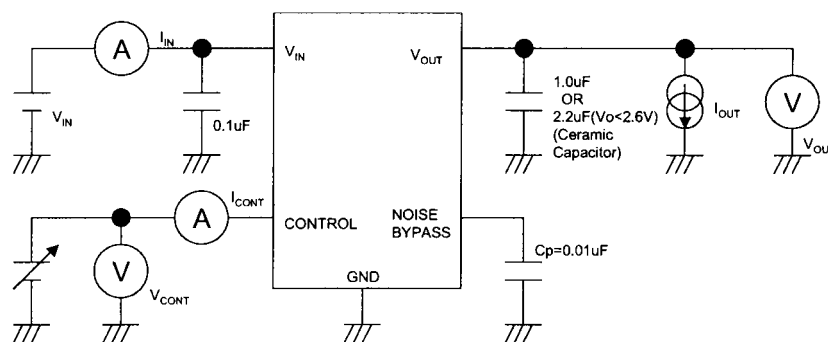 A
I_IN
V_IN
V_OUT
V_IN
0.1uF
1.0uF
OR
2.2uF(Vo<2.6V)
(Ceramic
Capacitor)
I_OUT
V
V_OU
A
I_CONT
CONTROL
NOISE
BYPASS
Cp=0.01uF
V
V_CONT
GND